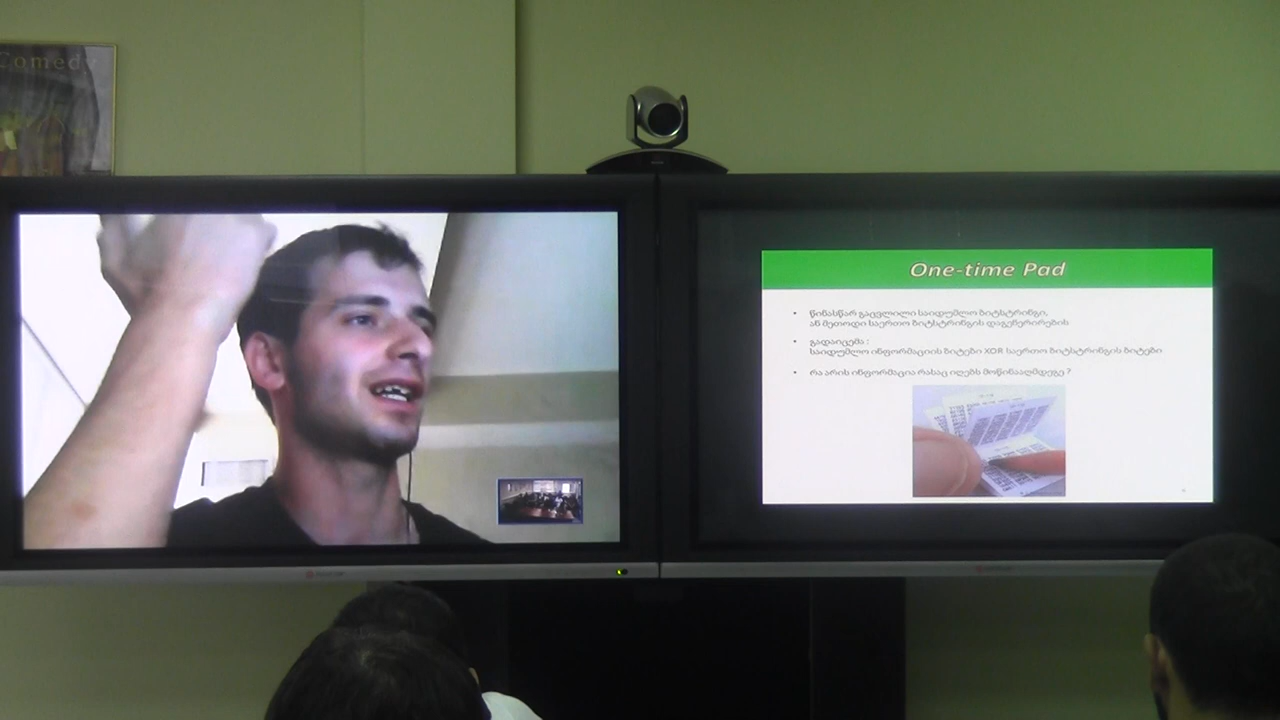 Comedy
One-time Pad
• წინასწარ გაცვლილი საიდუმლო ბიტსტრინგი,
ან მეთოდი საერთო ბიტსტრინგის დაგენერირების
• გადაიცემა :
საიდუმლო ინფორმაციის ბიტები XOR საერთო ბიტსტრინგის ბიტები
• რა არის ინფორმაცია რასაც იღებს მოწინააღმდეგე ?